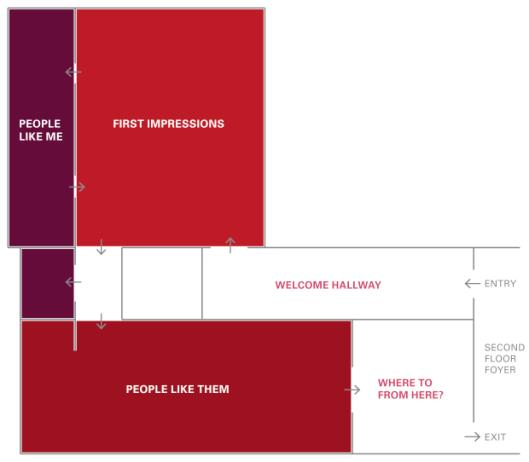 PEOPLE
LIKE ME
FIRST IMPRESSIONS
WELCOME HALLWAY
ENTRY
SECOND
FLOOR
FOYER
PEOPLE LIKE THEM
WHERE TO
FROM HERE?
EXIT